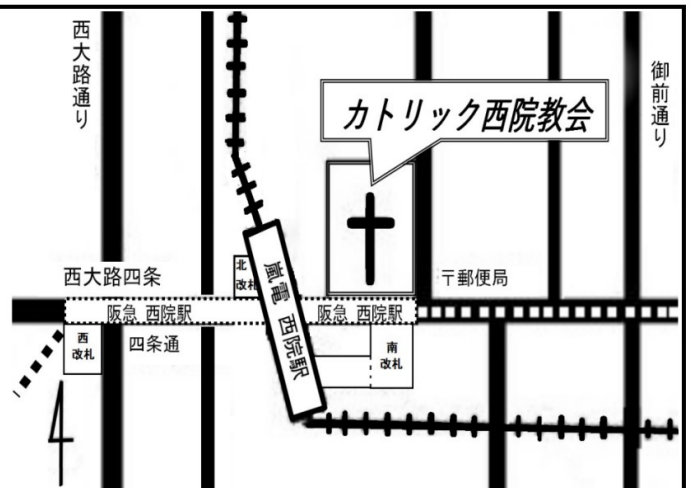 西大路通り
御前通り
カトリック西院教会
北
改札
西大路四条
〒郵便局
嵐電 西院駅
阪急 西院駅
阪急 西院駅
西
改札
四条通
南
改札